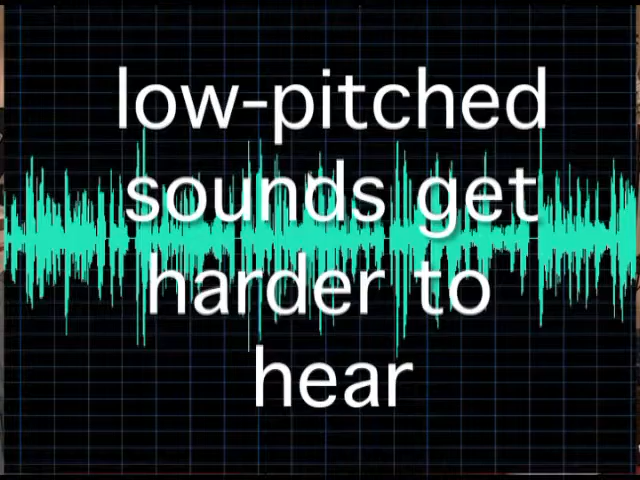 low-pitched
sounds get
harder to
hear